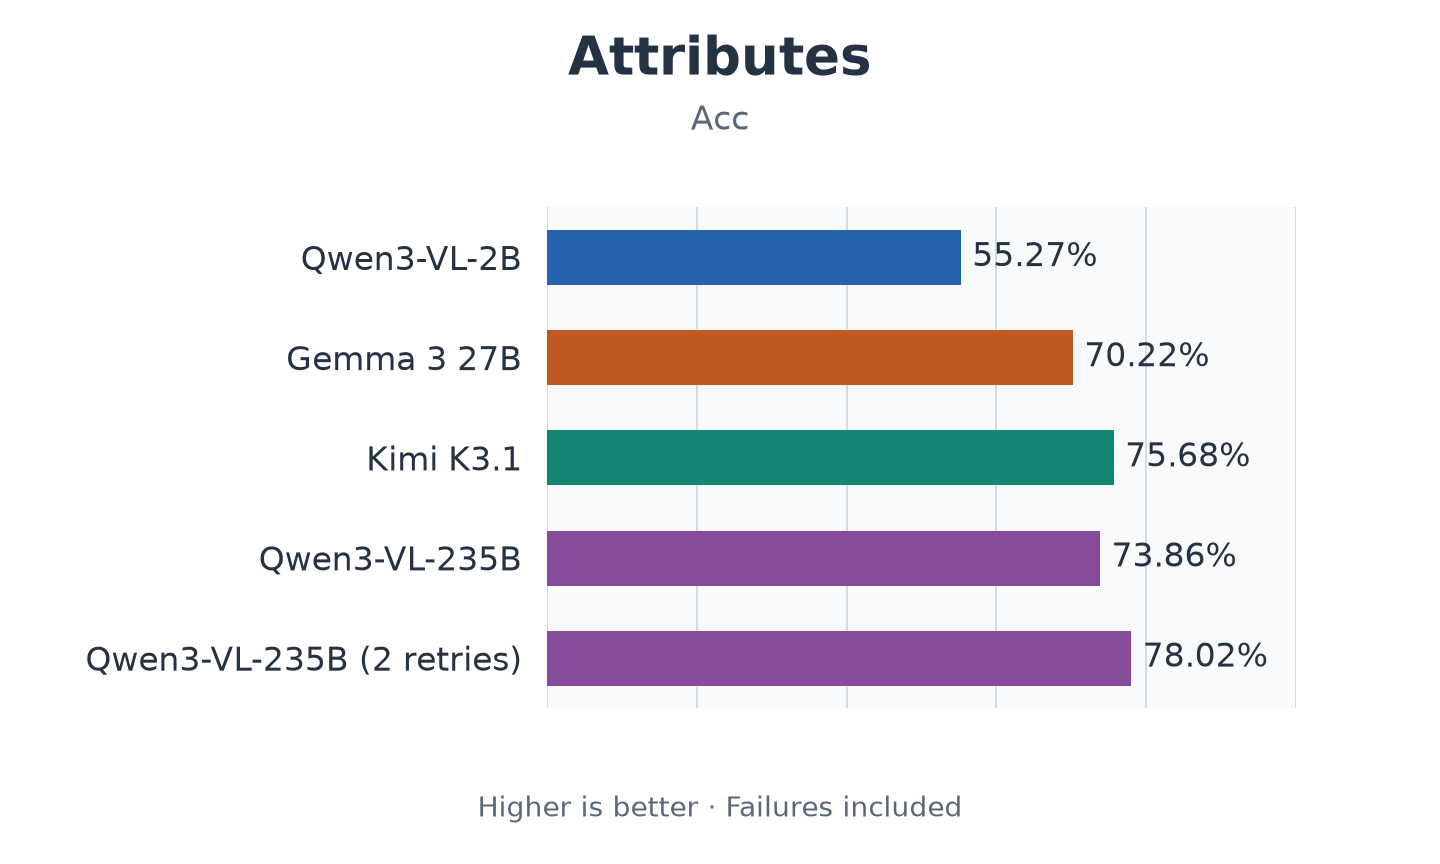 Attributes
Acc
Qwen3-VL-2B 55.27%
Gemma 3 27B 70.22%
Kimi K3.1 75.68%
Qwen3-VL-235B 73.86%
Qwen3-VL-235B (2 retries) 78.02%
Higher is better · Failures included